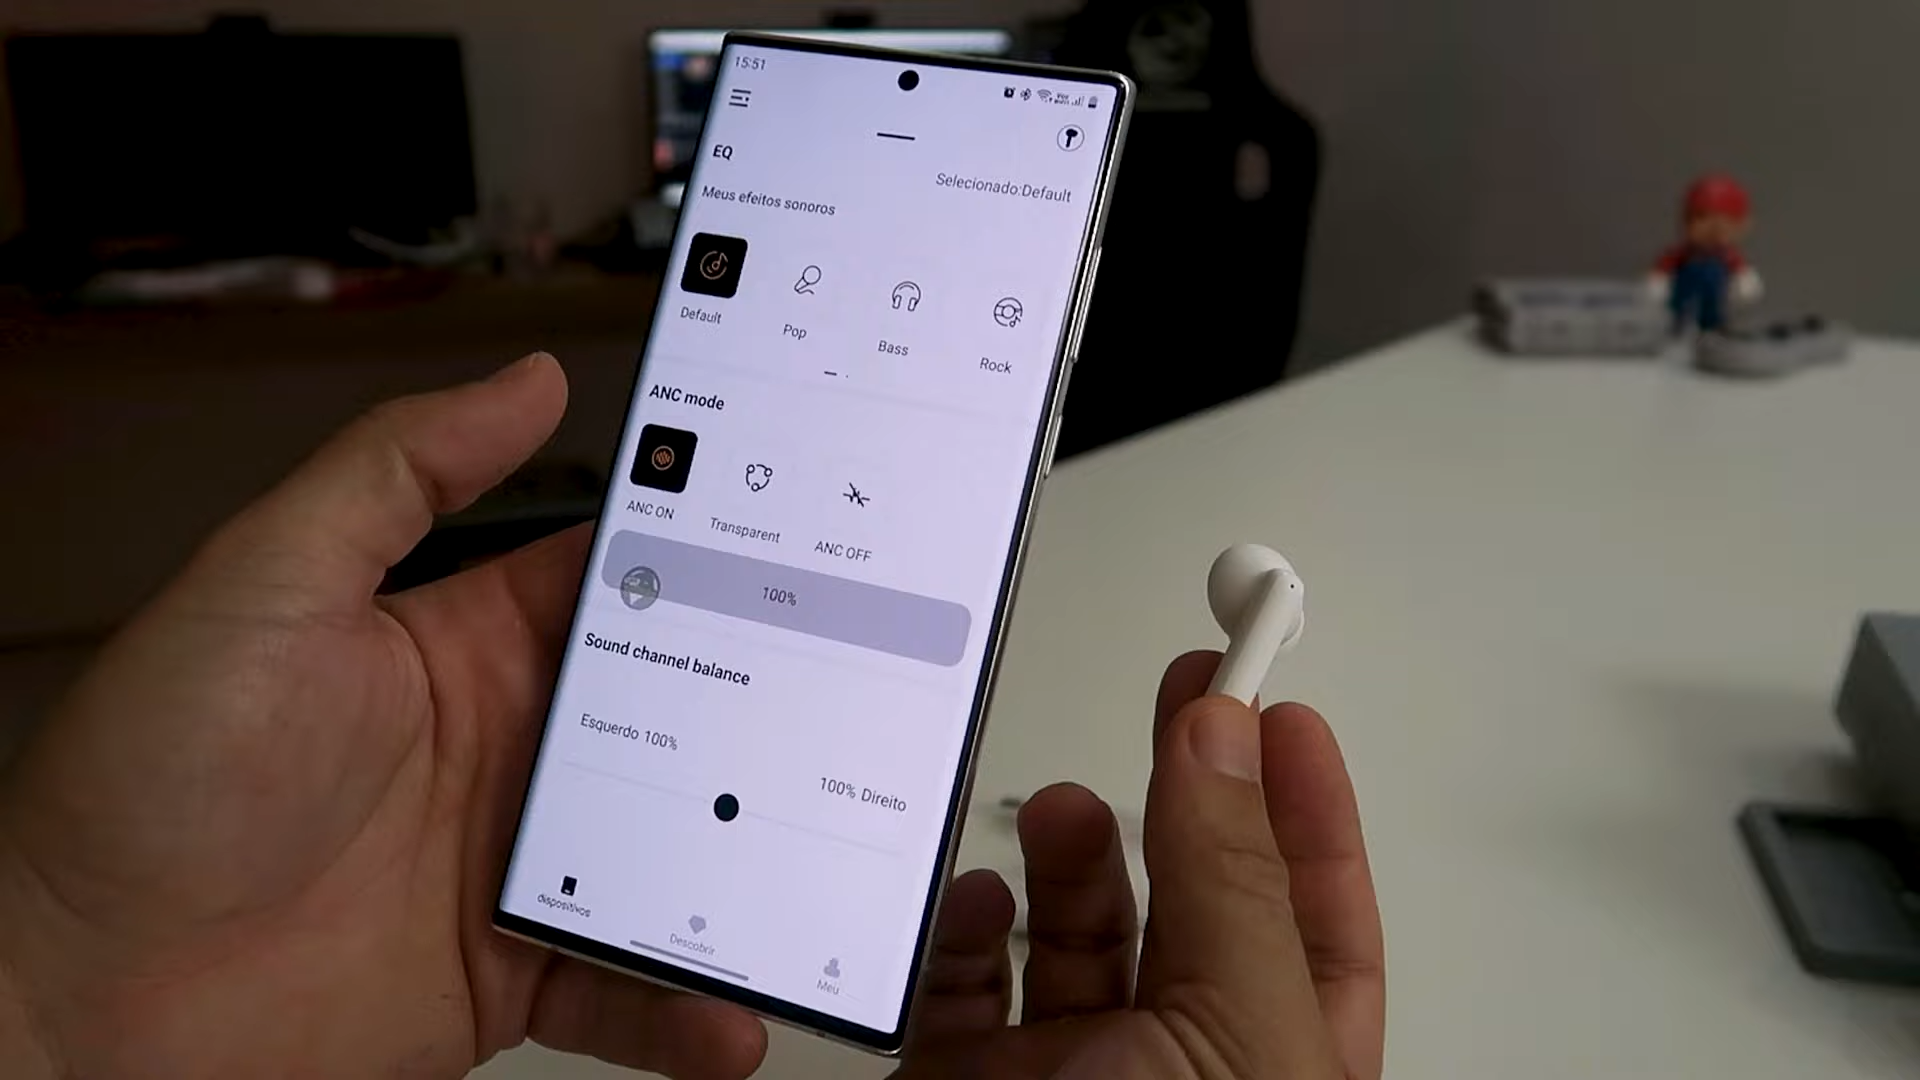 15:51
EQ
Selecionado:Default
Meus efeitos sonoros
Default
Pop
Bass
Rock
ANC mode
ANC ON
Transparent
ANC OFF
100%
Sound channel balance
Esquerdo 100%
100% Direito
dispositivos
Descobrir
Meu